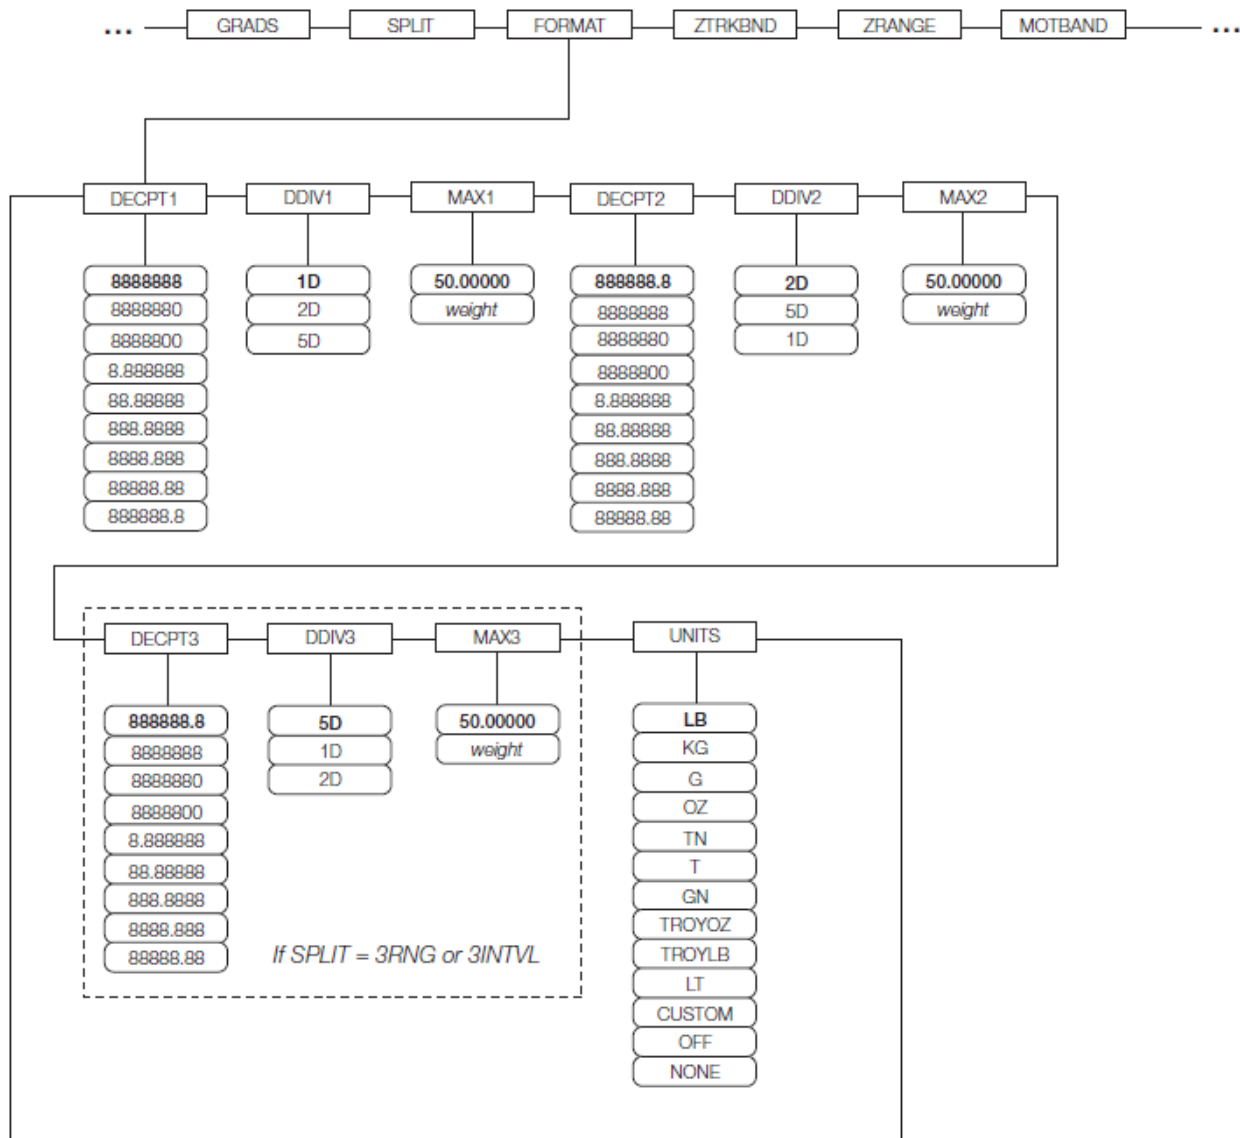 ... GRADS SPLIT FORMAT ZTRKBND ZRANGE MOTBAND ...
DECPT1 DDIV1 MAX1 DECPT2 DDIV2 MAX2
8888888 1D 50.00000 888888.8 2D 50.00000
8888880 2D weight 8888888 5D weight
8888800 5D 8888880 1D
8.888888 8888800
88.88888 8.888888
888.8888 88.88888
8888.888 888.8888
88888.88 8888.888
888888.8 88888.88
DECPT3 DDIV3 MAX3 UNITS
888888.8 5D 50.00000 LB
8888888 1D weight KG
8888880 2D G
8888800 OZ
8.888888 TN
88.88888 T
888.8888 GN
8888.888 TROYOZ
88888.88 If SPLIT = 3RNG or 3INTVL TROYLB
LT
CUSTOM
OFF
NONE